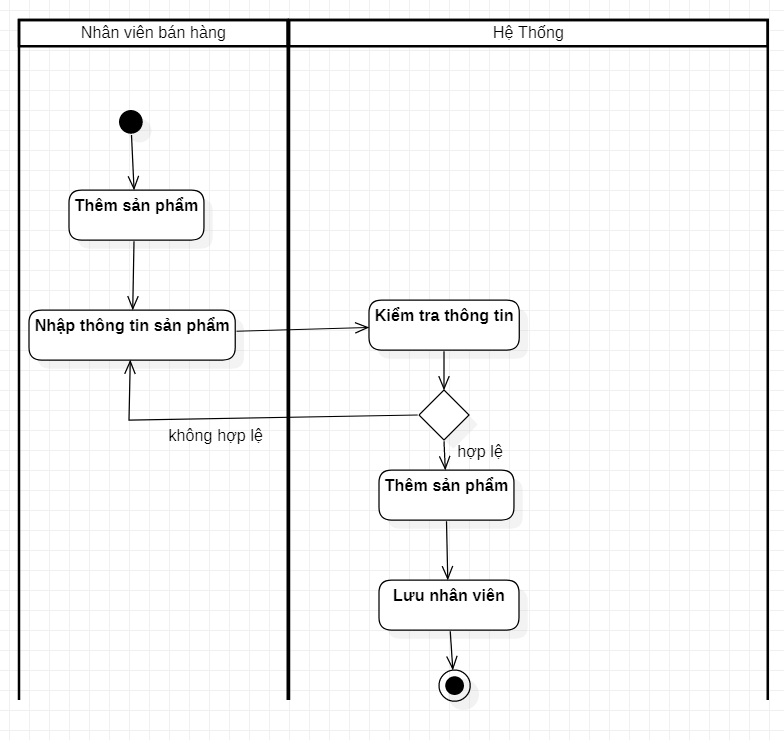 Nhân viên bán hàng
Hệ Thống
Thêm sản phẩm
Nhập thông tin sản phẩm
Kiểm tra thông tin
không hợp lệ
hợp lệ
Thêm sản phẩm
Lưu nhân viên